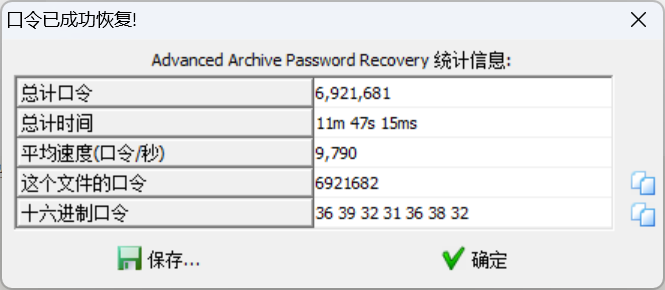 口令已成功恢复!
Advanced Archive Password Recovery 统计信息:
总计口令 6,921,681
总计时间 11m 47s 15ms
平均速度(口令/秒) 9,790
这个文件的口令 6921682
十六进制口令 36 39 32 31 36 38 32
保存... 确定